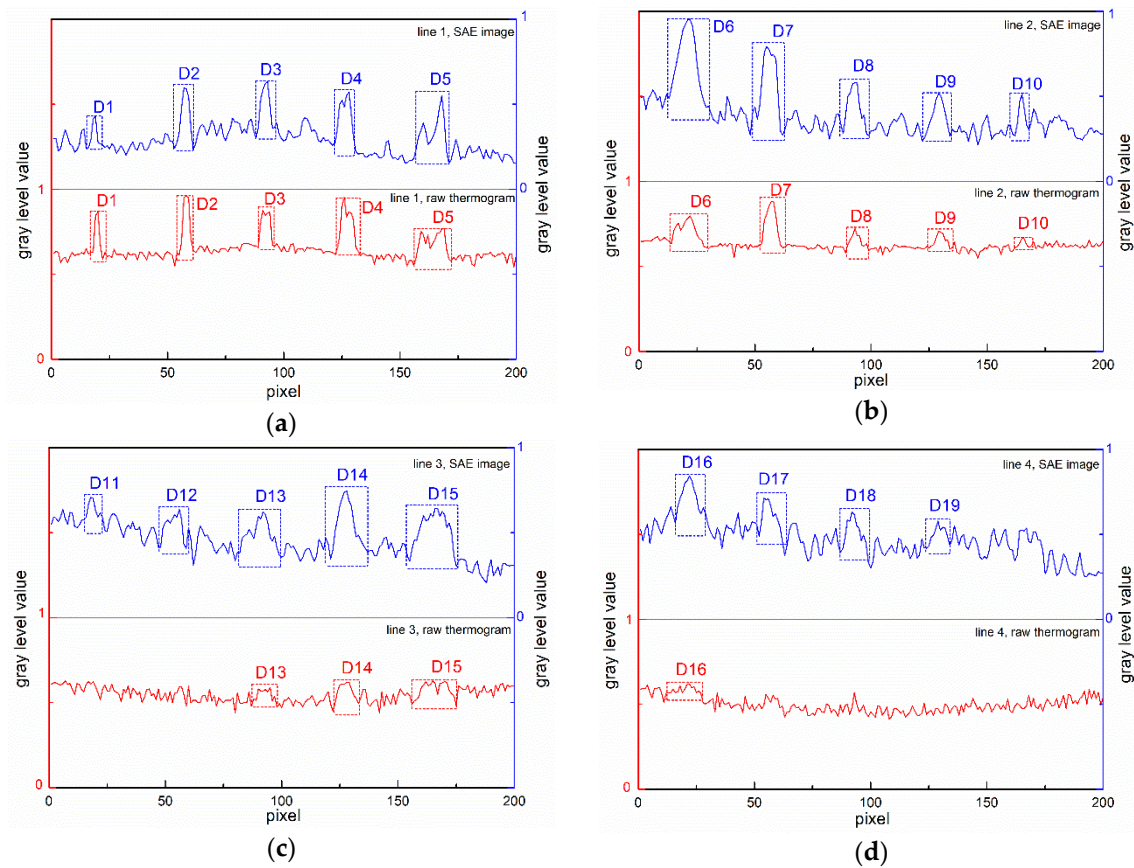 1
line 1, SAE image
D1 D2 D3 D4 D5
gray level value
gray level value
1 0
line 1, raw thermogram
D1 D2 D3 D4 D5
0
0 50 100 150 200
pixel
(a)
1
line 2, SAE image
D6 D7 D8 D9 D10
gray level value
gray level value
1 0
line 2, raw thermogram
D6 D7 D8 D9 D10
0
0 50 100 150 200
pixel
(b)
1
line 3, SAE image
D11 D12 D13 D14 D15
gray level value
gray level value
1 0
line 3, raw thermogram
D13 D14 D15
0
0 50 100 150 200
pixel
(c)
1
line 4, SAE image
D16 D17 D18 D19
gray level value
gray level value
1 0
line 4, raw thermogram
D16
0
0 50 100 150 200
pixel
(d)